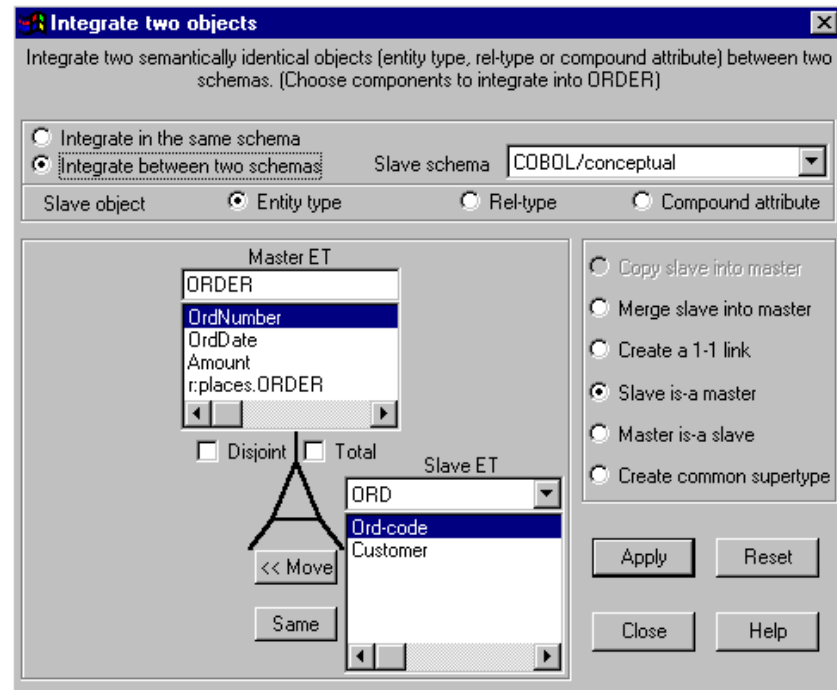 Integrate two objects
Integrate two semantically identical objects (entity type, rel-type or compound attribute) between two
schemas. (Choose components to integrate into ORDER)
Integrate in the same schema
Integrate between two schemas
Slave schema
COBOL/conceptual
Slave object
Entity type
Rel-type
Compound attribute
Master ET
ORDER
OrdNumber
OrdDate
Amount
r:places.ORDER
Disjoint
Total
Slave ET
ORD
Ord-code
Customer
<< Move
Same
Copy slave into master
Merge slave into master
Create a 1-1 link
Slave is-a master
Master is-a slave
Create common supertype
Apply
Reset
Close
Help